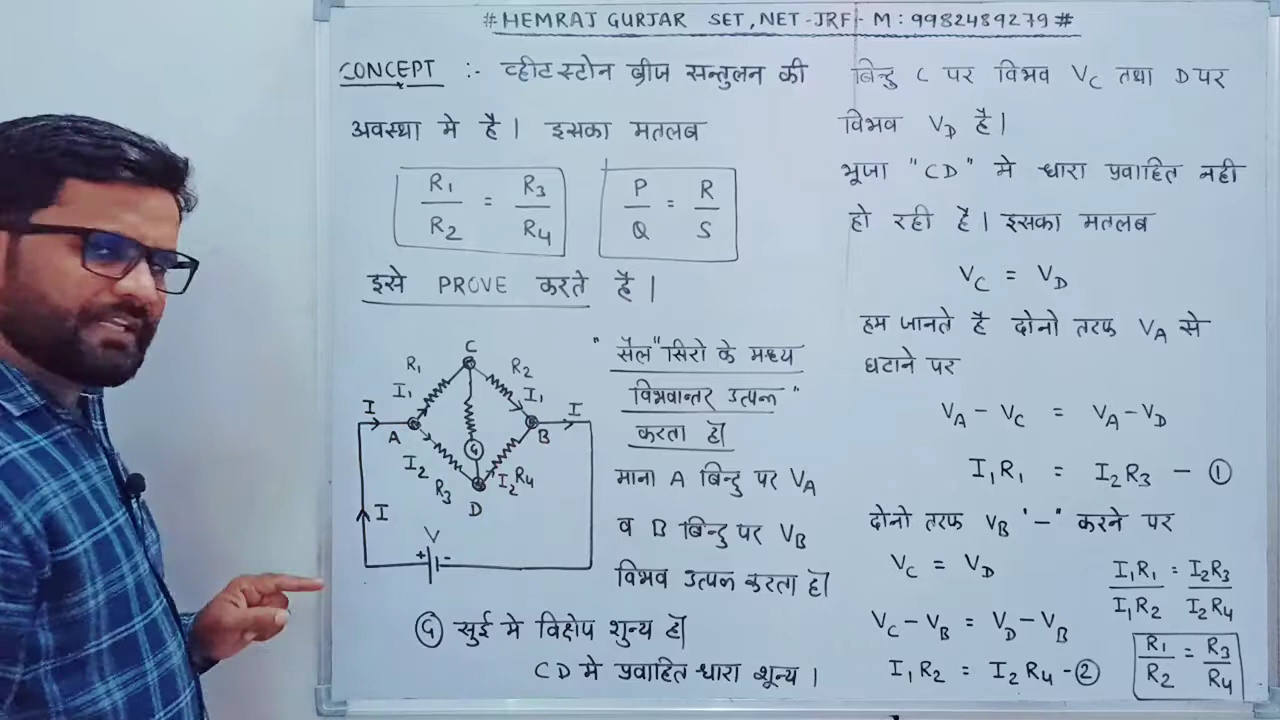 #HEMRAJ GURJAR SET, NET-JRF- M: 9982489279#
CONCEPT :- व्हीटस्टोन ब्रीज सन्तुलन की
अवस्था मे है। इसका मतलब
R1/R2 = R3/R4 P/Q = R/S
इसे PROVE करते है।
C
R1 R2
I1 I1
I I
A B
G
I2 I2 R4
R3
D
I
V
+ -
"सैल" सिरो के मध्य
विभवान्तर उत्पन्न"
करता है।
माना A बिन्दु पर VA
व B बिन्दु पर VB
विभव उत्पन्न करता है।
G सुई मे विक्षेप शून्य है।
CD मे प्रवाहित धारा शून्य।
बिन्दु C पर विभव VC तथा D पर
विभव VD है।
भूजा "CD" मे धारा प्रवाहित नही
हो रही है। इसका मतलब
VC = VD
हम जानते है दोनो तरफ VA से
घटाने पर
VA - VC = VA - VD
I1R1 = I2R3 - ①
दोनो तरफ VB "-" करने पर
VC = VD
VC - VB = VD - VB
I1R2 = I2R4 - ②
I1R1/I1R2 = I2R3/I2R4
R1/R2 = R3/R4